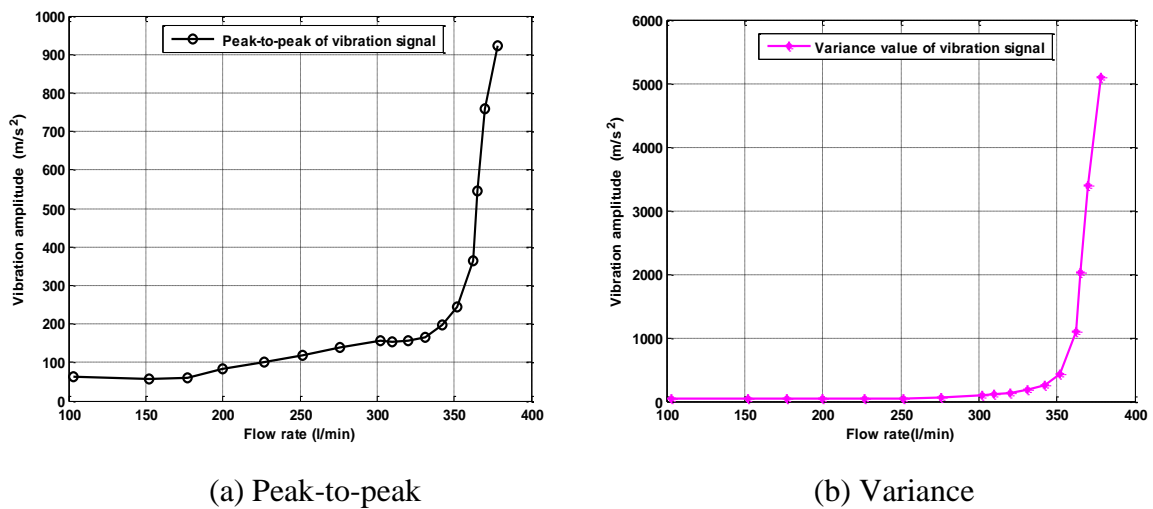 1000
900
800
700
600
500
400
300
200
100
0
100 150 200 250 300 350 400
Vibration amplitude (m/s²)
Flow rate (l/min)
Peak-to-peak of vibration signal
(a) Peak-to-peak
6000
5000
4000
3000
2000
1000
0
100 150 200 250 300 350 400
Vibration amplitude (m/s²)
Flow rate(l/min)
Variance value of vibration signal
(b) Variance